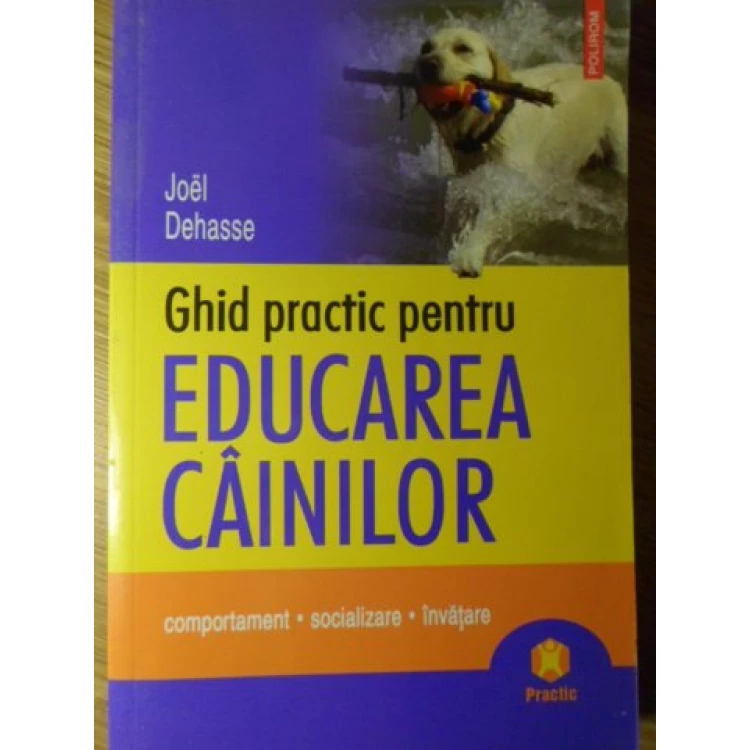 POLIROM
Joël
Dehasse
Ghid practic pentru
EDUCAREA
CÂINILOR
comportament • socializare • învățare
Practic